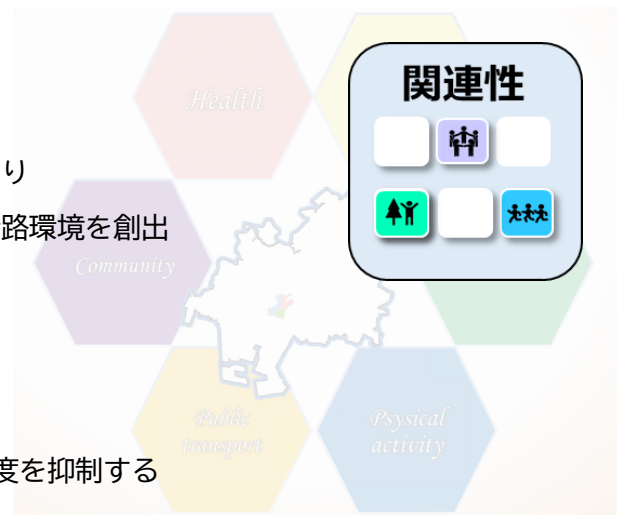 関連性
Health
り
路環境を創出
Community
Public
transport
Psysical
activity
度を抑制する